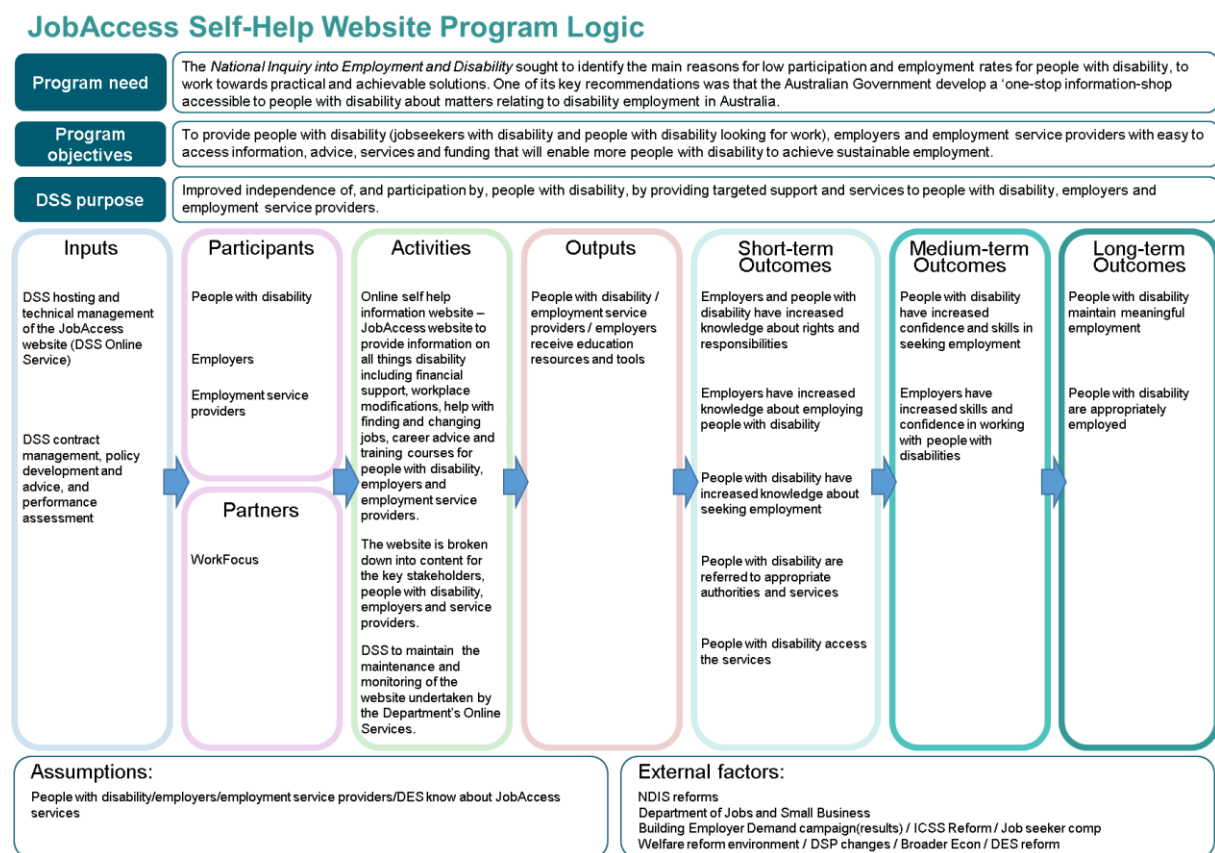 JobAccess Self-Help Website Program Logic
Program need
The National Inquiry into Employment and Disability sought to identify the main reasons for low participation and employment rates for people with disability, to
work towards practical and achievable solutions. One of its key recommendations was that the Australian Government develop a ‘one-stop information-shop
accessible to people with disability about matters relating to disability employment in Australia.
Program
objectives
To provide people with disability (jobseekers with disability and people with disability looking for work), employers and employment service providers with easy to
access information, advice, services and funding that will enable more people with disability to achieve sustainable employment.
DSS purpose
Improved independence of, and participation by, people with disability, by providing targeted support and services to people with disability, employers and
employment service providers.
Inputs
DSS hosting and
technical management
of the JobAccess
website (DSS Online
Service)
DSS contract
management, policy
development and
advice, and
performance
assessment
Participants
People with disability
Employers
Employment service
providers
Partners
WorkFocus
Activities
Online self help
information website –
JobAccess website to
provide information on
all things disability
including financial
support, workplace
modifications, help with
finding and changing
jobs, career advice and
training courses for
people with disability,
employers and
employment service
providers.
The website is broken
down into content for
the key stakeholders,
people with disability,
employers and service
providers.
DSS to maintain the
maintenance and
monitoring of the
website undertaken by
the Department’s Online
Services.
Outputs
People with disability /
employment service
providers / employers
receive education
resources and tools
Short-term
Outcomes
Employers and people with
disability have increased
knowledge about rights and
responsibilities
Employers have increased
knowledge about employing
people with disability
People with disability have
increased knowledge about
seeking employment
People with disability are
referred to appropriate
authorities and services
People with disability access
the services
Medium-term
Outcomes
People with disability
have increased
confidence and skills in
seeking employment
Employers have
increased skills and
confidence in working
with people with
disabilities
Long-term
Outcomes
People with disability
maintain meaningful
employment
People with disability
are appropriately
employed
Assumptions:
People with disability/employers/employment service providers/DES know about JobAccess
services
External factors:
NDIS reforms
Department of Jobs and Small Business
Building Employer Demand campaign(results) / ICSS Reform / Job seeker comp
Welfare reform environment / DSP changes / Broader Econ / DES reform